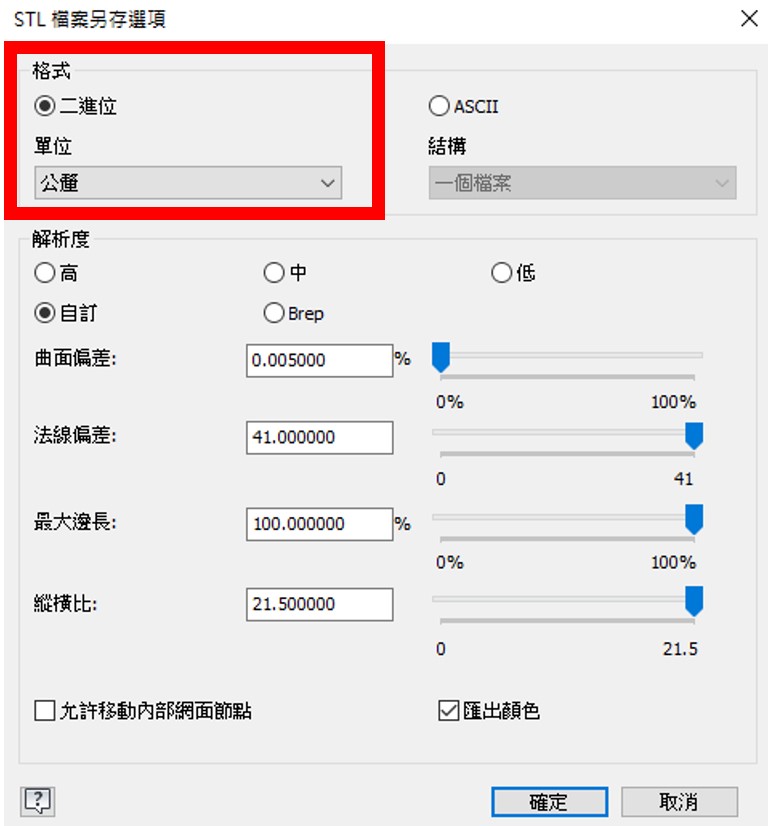 STL 檔案另存選項
格式
二進位
ASCII
單位
結構
公釐
一個檔案
解析度
高
中
低
自訂
Brep
曲面偏差:
0.005000
%
0%
100%
法線偏差:
41.000000
0
41
最大邊長:
100.000000
%
0%
100%
縱橫比:
21.500000
0
21.5
允許移動內部網面節點
匯出顏色
?
確定
取消